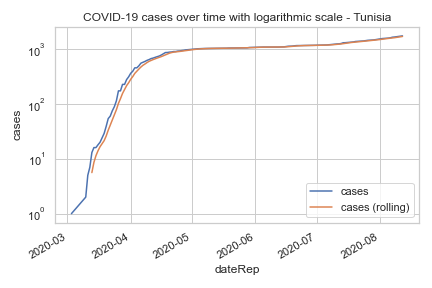 COVID-19 cases over time with logarithmic scale - Tunisia
10³
10²
10¹
10⁰
cases
cases
cases (rolling)
2020-03
2020-04
2020-05
2020-06
2020-07
2020-08
dateRep